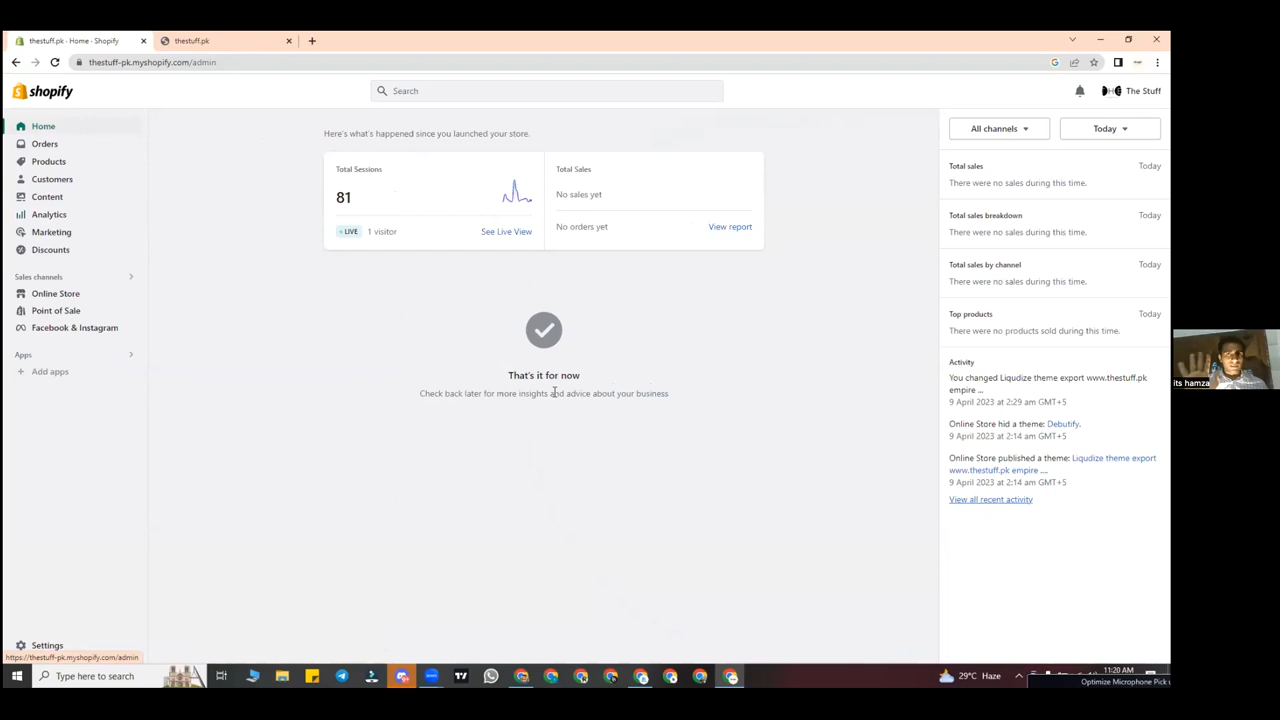 thestuff.pk · Home · Shopify
thestuff.pk
thestuff-pk.myshopify.com/admin
shopify
Search
The Stuff
Home
Orders
Products
Customers
Content
Analytics
Marketing
Discounts
Sales channels
Online Store
Point of Sale
Facebook & Instagram
Apps
Add apps
Settings
https://thestuff-pk.myshopify.com/admin
Here's what's happened since you launched your store.
Total Sessions
81
LIVE 1 visitor
See Live View
Total Sales
No sales yet
No orders yet
View report
That's it for now
Check back later for more insights and advice about your business
All channels
Today
Total sales Today
There were no sales during this time.
Total sales breakdown Today
There were no sales during this time.
Total sales by channel Today
There were no sales during this time.
Top products Today
There were no products sold during this time.
Activity
You changed Liqudize theme export www.thestuff.pk
empire ...
9 April 2023 at 2:29 am GMT+5
Online Store hid a theme: Debutify.
9 April 2023 at 2:14 am GMT+5
Online Store published a theme: Liqudize theme export
www.thestuff.pk empire ....
9 April 2023 at 2:14 am GMT+5
View all recent activity
its hamza
Type here to search
29°C Haze
11:20 AM
Optimize Microphone Pick